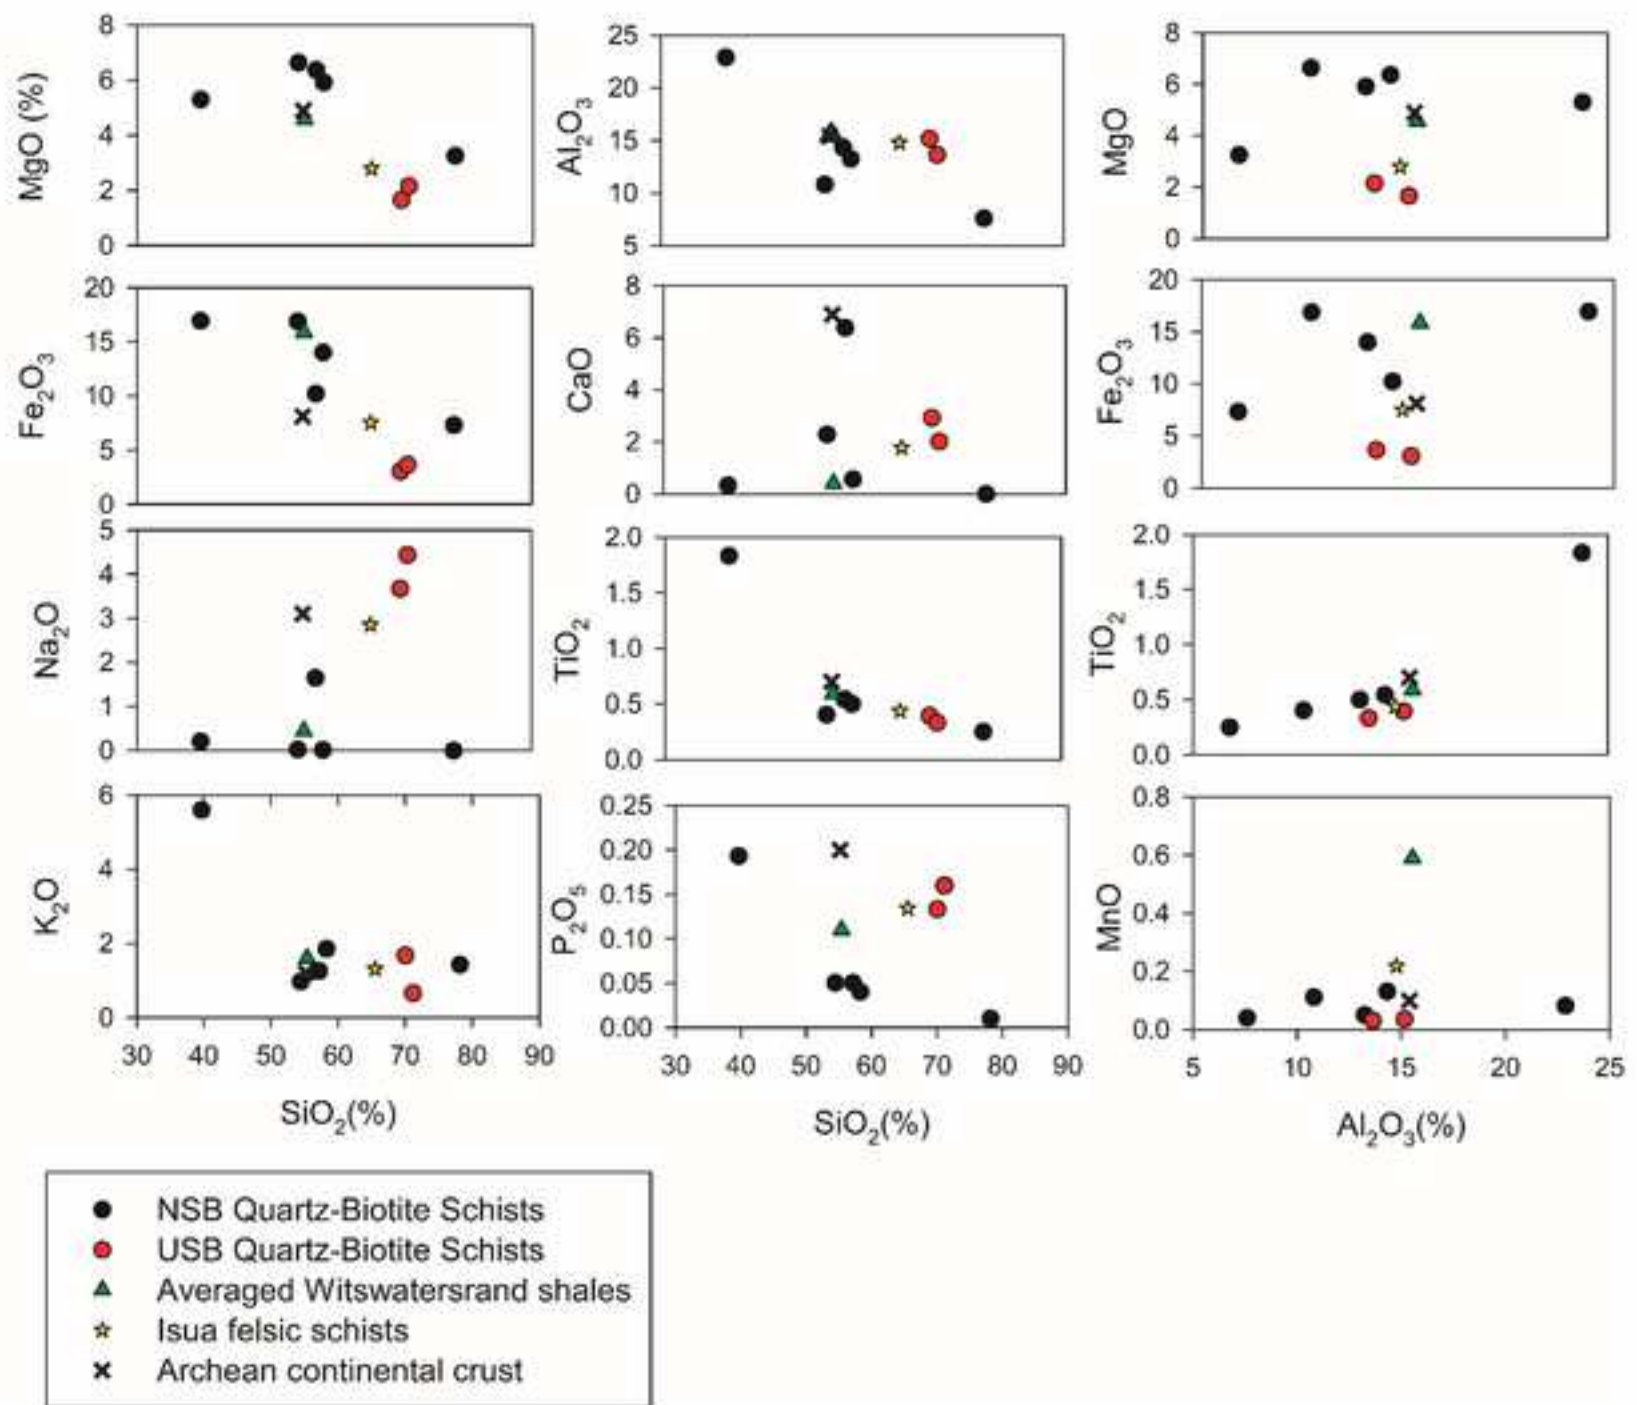 MgO (%)
8
6
4
2
0
Al2O3
25
20
15
10
5
MgO
8
6
4
2
0
Fe2O3
20
15
10
5
0
CaO
8
6
4
2
0
Fe2O3
20
15
10
5
0
Na2O
5
4
3
2
1
0
TiO2
2.0
1.5
1.0
0.5
0.0
TiO2
2.0
1.5
1.0
0.5
0.0
K2O
6
4
2
0
30 40 50 60 70 80 90
SiO2(%)
P2O5
0.25
0.20
0.15
0.10
0.05
0.00
30 40 50 60 70 80 90
SiO2(%)
MnO
0.8
0.6
0.4
0.2
0.0
5 10 15 20 25
Al2O3(%)
NSB Quartz-Biotite Schists
USB Quartz-Biotite Schists
Averaged Witswatersrand shales
Isua felsic schists
Archean continental crust